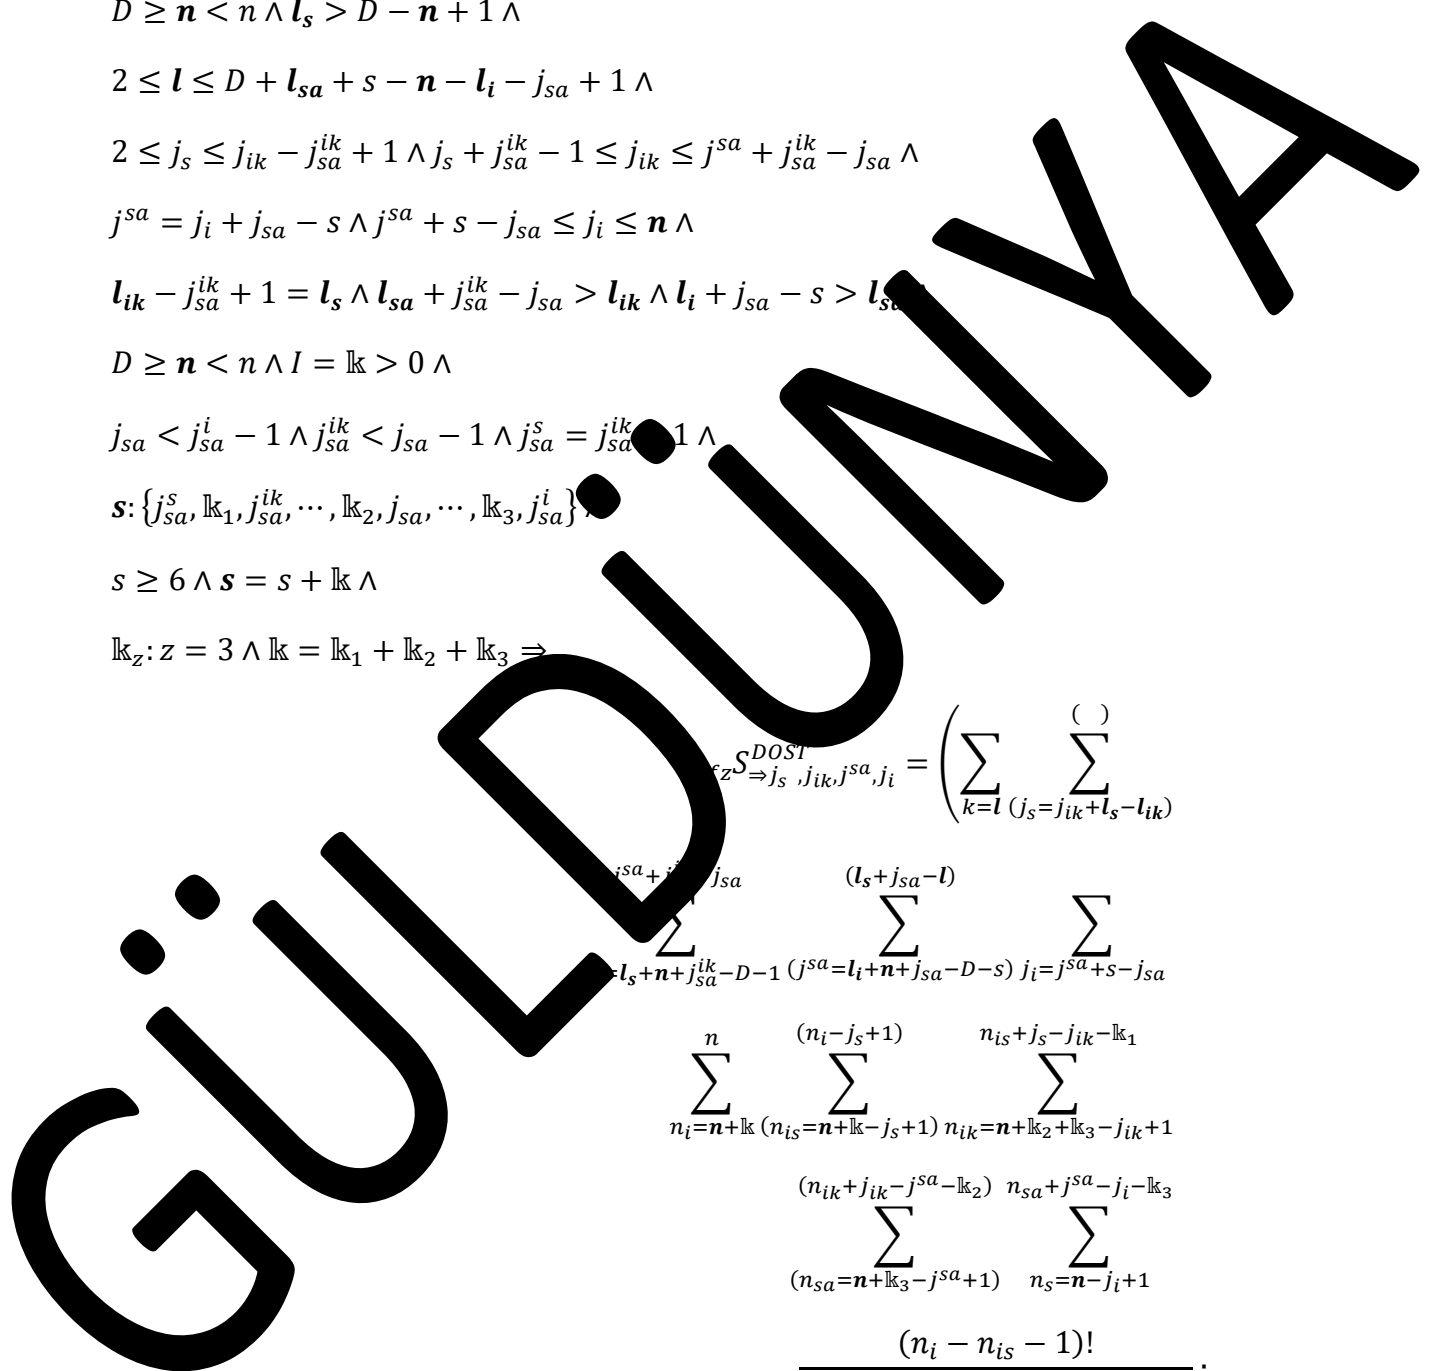 D ≥ n < n ∧ l_s > D − n + 1 ∧
2 ≤ l ≤ D + l_sa + s − n − l_i − j_sa + 1 ∧
2 ≤ j_s ≤ j_ik − j_sa^ik + 1 ∧ j_s + j_sa^ik − 1 ≤ j_ik ≤ j^sa + j_sa^ik − j_sa ∧
j^sa = j_i + j_sa − s ∧ j^sa + s − j_sa ≤ j_i ≤ n ∧
l_ik − j_sa^ik + 1 = l_s ∧ l_sa + j_sa^ik − j_sa > l_ik ∧ l_i + j_sa − s > l_sa ∧
D ≥ n < n ∧ I = 𝕜 > 0 ∧
j_sa < j_sa^i − 1 ∧ j_sa^ik < j_sa − 1 ∧ j_sa^s = j_sa^ik 1 ∧
s: {j_sa^s, 𝕜_1, j_sa^ik, ⋯, 𝕜_2, j_sa, ⋯, 𝕜_3, j_sa^i} ∧
s ≥ 6 ∧ s = s + 𝕜 ∧
𝕜_z: z = 3 ∧ 𝕜 = 𝕜_1 + 𝕜_2 + 𝕜_3 ⇒
z S_{⇒j_s ,j_ik,j^sa,j_i}^{DOST} = ( ∑_{k=l} ∑_{(j_s=j_ik+l_s−l_ik)}^{( )}
∑_{=l_s+n+j_sa^ik−D−1}^{j^sa+ j_sa} ∑_{(j^sa=l_i+n+j_sa−D−s)}^{(l_s+j_sa−l)} ∑_{j_i=j^sa+s−j_sa}
∑_{n_i=n+𝕜}^{n} ∑_{(n_is=n+𝕜−j_s+1)}^{(n_i−j_s+1)} ∑_{n_ik=n+𝕜_2+𝕜_3−j_ik+1}^{n_is+j_s−j_ik−𝕜_1}
∑_{(n_sa=n+𝕜_3−j^sa+1)}^{(n_ik+j_ik−j^sa−𝕜_2)} ∑_{n_s=n−j_i+1}^{n_sa+j^sa−j_i−𝕜_3}
(n_i − n_is − 1)! .
GÜLDÜNYA